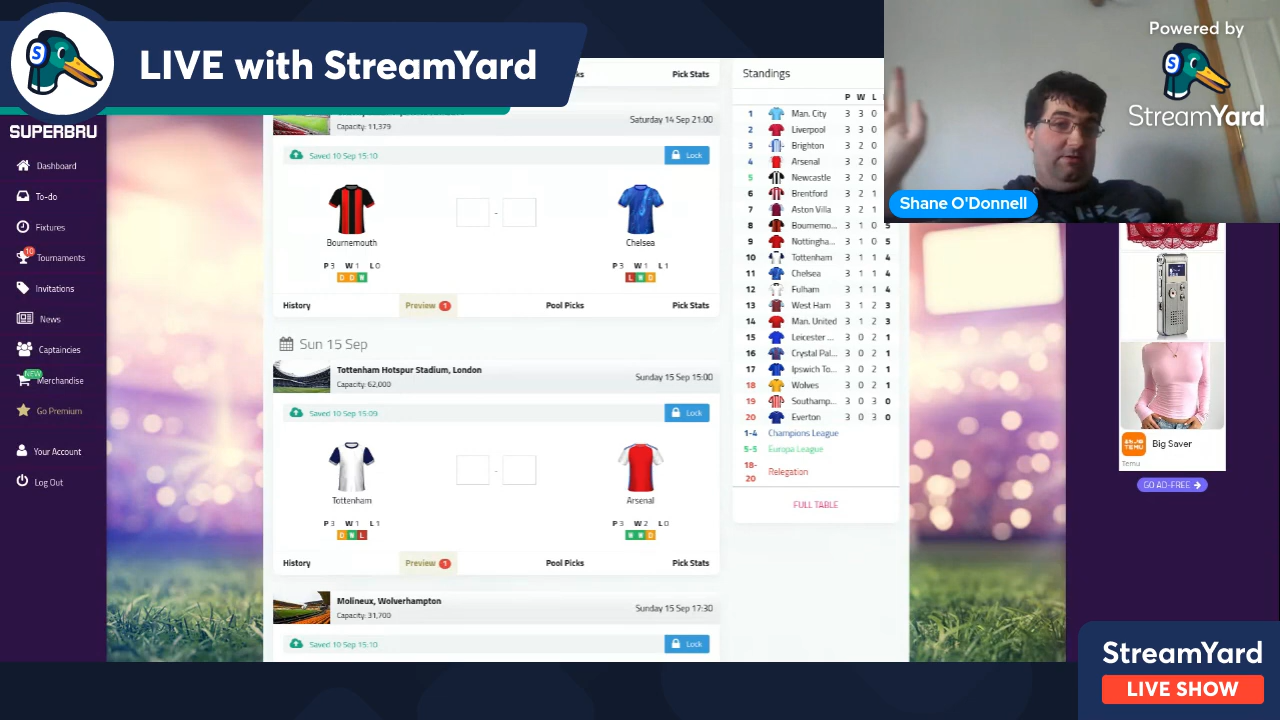 LIVE with StreamYard
Powered by
StreamYard
Shane O'Donnell
SUPERBRU
Dashboard
To-do
Fixtures
10
Tournaments
Invitations
News
Captaincies
NEW
Merchandise
Go Premium
Your Account
Log Out
Pick Stats
Capacity: 11,379
Saturday 14 Sep 21:00
Saved 10 Sep 15:10
Lock
-
Bournemouth
Chelsea
P 3 W 1 L 0
P 3 W 1 L 1
D D W
L W D
History
Preview 1
Pool Picks
Pick Stats
Sun 15 Sep
Tottenham Hotspur Stadium, London
Capacity: 62,000
Sunday 15 Sep 15:00
Saved 10 Sep 15:09
Lock
-
Tottenham
Arsenal
P 3 W 1 L 1
P 3 W 2 L 0
D W L
W W D
History
Preview 1
Pool Picks
Pick Stats
Molineux, Wolverhampton
Capacity: 31,700
Sunday 15 Sep 17:30
Saved 10 Sep 15:10
Lock
Standings
P W L
1 Man. City 3 3 0
2 Liverpool 3 3 0
3 Brighton 3 2 0
4 Arsenal 3 2 0
5 Newcastle 3 2 0
6 Brentford 3 2 1
7 Aston Villa 3 2 1
8 Bournemo... 3 1 0 5
9 Nottingha... 3 1 0 5
10 Tottenham 3 1 1 4
11 Chelsea 3 1 1 4
12 Fulham 3 1 1 4
13 West Ham 3 1 2 3
14 Man. United 3 1 2 3
15 Leicester ... 3 0 2 1
16 Crystal Pal... 3 0 2 1
17 Ipswich To... 3 0 2 1
18 Wolves 3 0 2 1
19 Southamp... 3 0 3 0
20 Everton 3 0 3 0
1-4 Champions League
5-5 Europa League
18-20 Relegation
FULL TABLE
TEMU
Big Saver
Temu
GO AD-FREE
StreamYard
LIVE SHOW